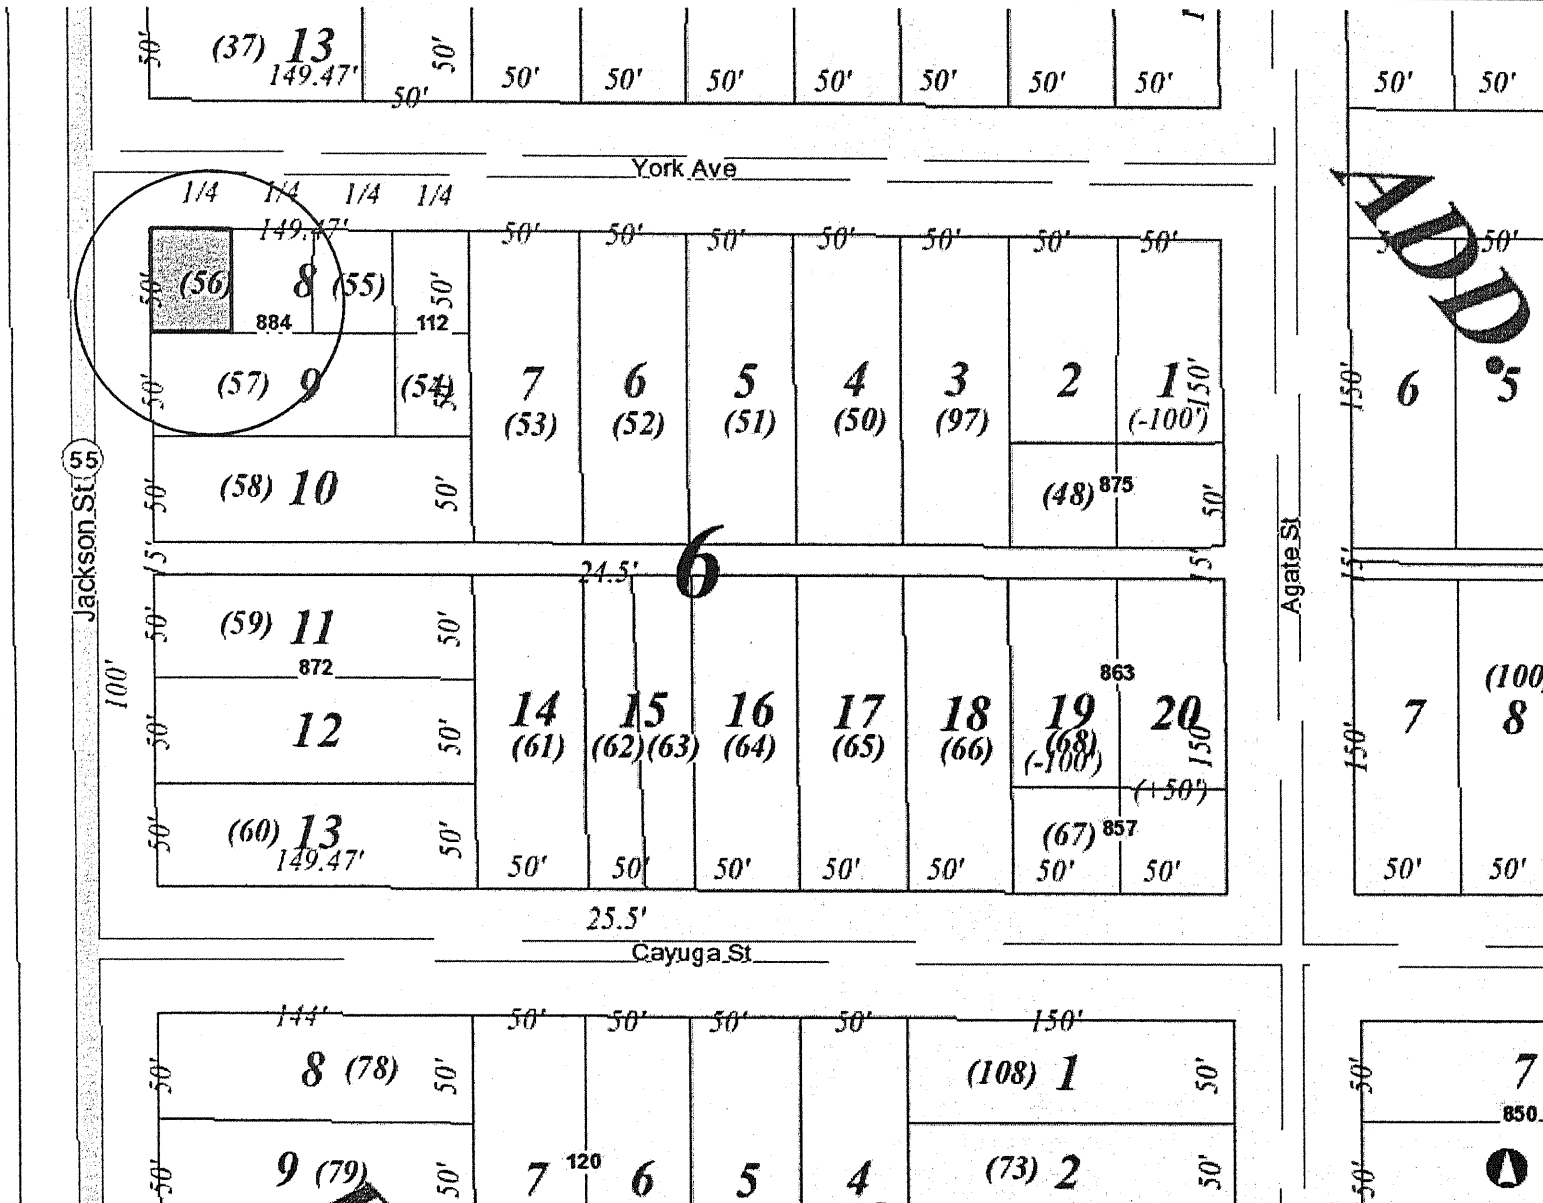 50' (37) 13 50'
149.47' 50' 50' 50' 50' 50' 50' 50' 50' 50'
50'
York Ave
1/4 1/4 1/4 1/4
149.47' 50' 50' 50' 50' 50' 50' 50' 50'
ADD.
50' (56) 8 (55) 50'
884 112
50' (57) 9 (54) 50' 7 6 5 4 3 2 1 150' 150' 6 5
(53) (52) (51) (50) (97) (-100')
55
50' (58) 10 50' (48) 875 50'
Jackson St
Agate St
15' 24.5' 6 15' 15'
50' (59) 11 50'
872 863
100'
50' 12 50' 14 15 16 17 18 19 20 150' 150' 7 8
(61) (62) (63) (64) (65) (66) (68)
(-100')
(+50')
50' (60) 13 50' (67) 857
149.47' 50' 50' 50' 50' 50' 50' 50' 50' 50'
25.5'
Cayuga St
144' 50' 50' 50' 50' 150'
50' 8 (78) 50' (108) 1 50' 50' 7
850
50' 9 (79) 50' 7 120 6 5 4 (73) 2 50' 50'